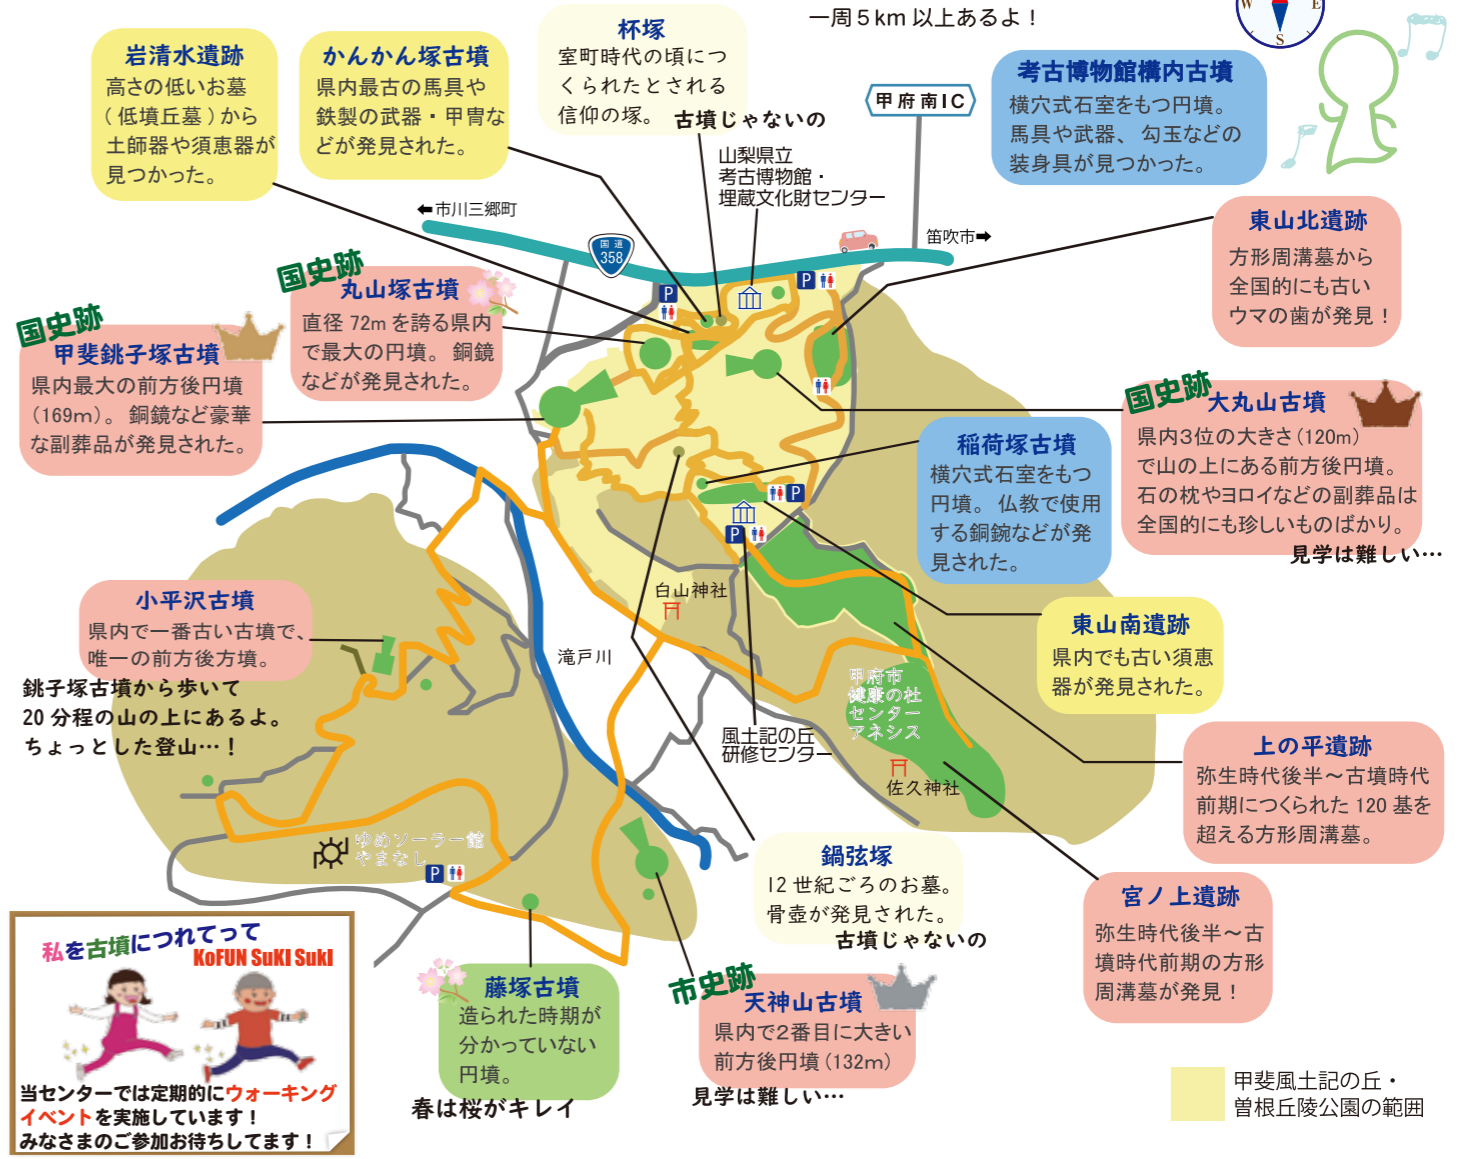 一周５km 以上あるよ！
W
E
S
岩清水遺跡
高さの低いお墓
(低墳丘墓)から
土師器や須恵器が
見つかった。
かんかん塚古墳
県内最古の馬具や
鉄製の武器・甲冑な
どが発見された。
杯塚
室町時代の頃につ
くられたとされる
信仰の塚。
古墳じゃないの
山梨県立
考古博物館・
埋蔵文化財センター
甲府南IC
考古博物館構内古墳
横穴式石室をもつ円墳。
馬具や武器、勾玉などの
装身具が見つかった。
←市川三郷町
国道
358
笛吹市→
東山北遺跡
方形周溝墓から
全国的にも古い
ウマの歯が発見！
国史跡
丸山塚古墳
直径 72m を誇る県内
で最大の円墳。銅鏡
などが発見された。
国史跡
甲斐銚子塚古墳
県内最大の前方後円墳
(169m)。銅鏡など豪華
な副葬品が発見された。
P
P
国史跡
大丸山古墳
県内３位の大きさ(120m)
で山の上にある前方後円墳。
石の枕やヨロイなどの副葬品は
全国的にも珍しいものばかり。
見学は難しい…
稲荷塚古墳
横穴式石室をもつ
円墳。仏教で使用
する銅鋺などが発
見された。
P
P
小平沢古墳
県内で一番古い古墳で、
唯一の前方後方墳。
銚子塚古墳から歩いて
20 分程の山の上にあるよ。
ちょっとした登山…！
白山神社
滝戸川
東山南遺跡
県内でも古い須恵
器が発見された。
甲府市
健康の杜
センター
アネシス
風土記の丘
研修センター
佐久神社
上の平遺跡
弥生時代後半～古墳時代
前期につくられた 120 基を
超える方形周溝墓。
ゆめソーラー館
やまなし
P
鍋弦塚
12 世紀ごろのお墓。
骨壺が発見された。
古墳じゃないの
宮ノ上遺跡
弥生時代後半～古
墳時代前期の方形
周溝墓が発見！
私を古墳につれてって
KoFUN SuKI SuKi
当センターでは定期的にウォーキング
イベントを実施しています！
みなさまのご参加お待ちしてます！
藤塚古墳
造られた時期が
分かっていない
円墳。
春は桜がキレイ
市史跡
天神山古墳
県内で２番目に大きい
前方後円墳(132m)
見学は難しい…
甲斐風土記の丘・
曽根丘陵公園の範囲